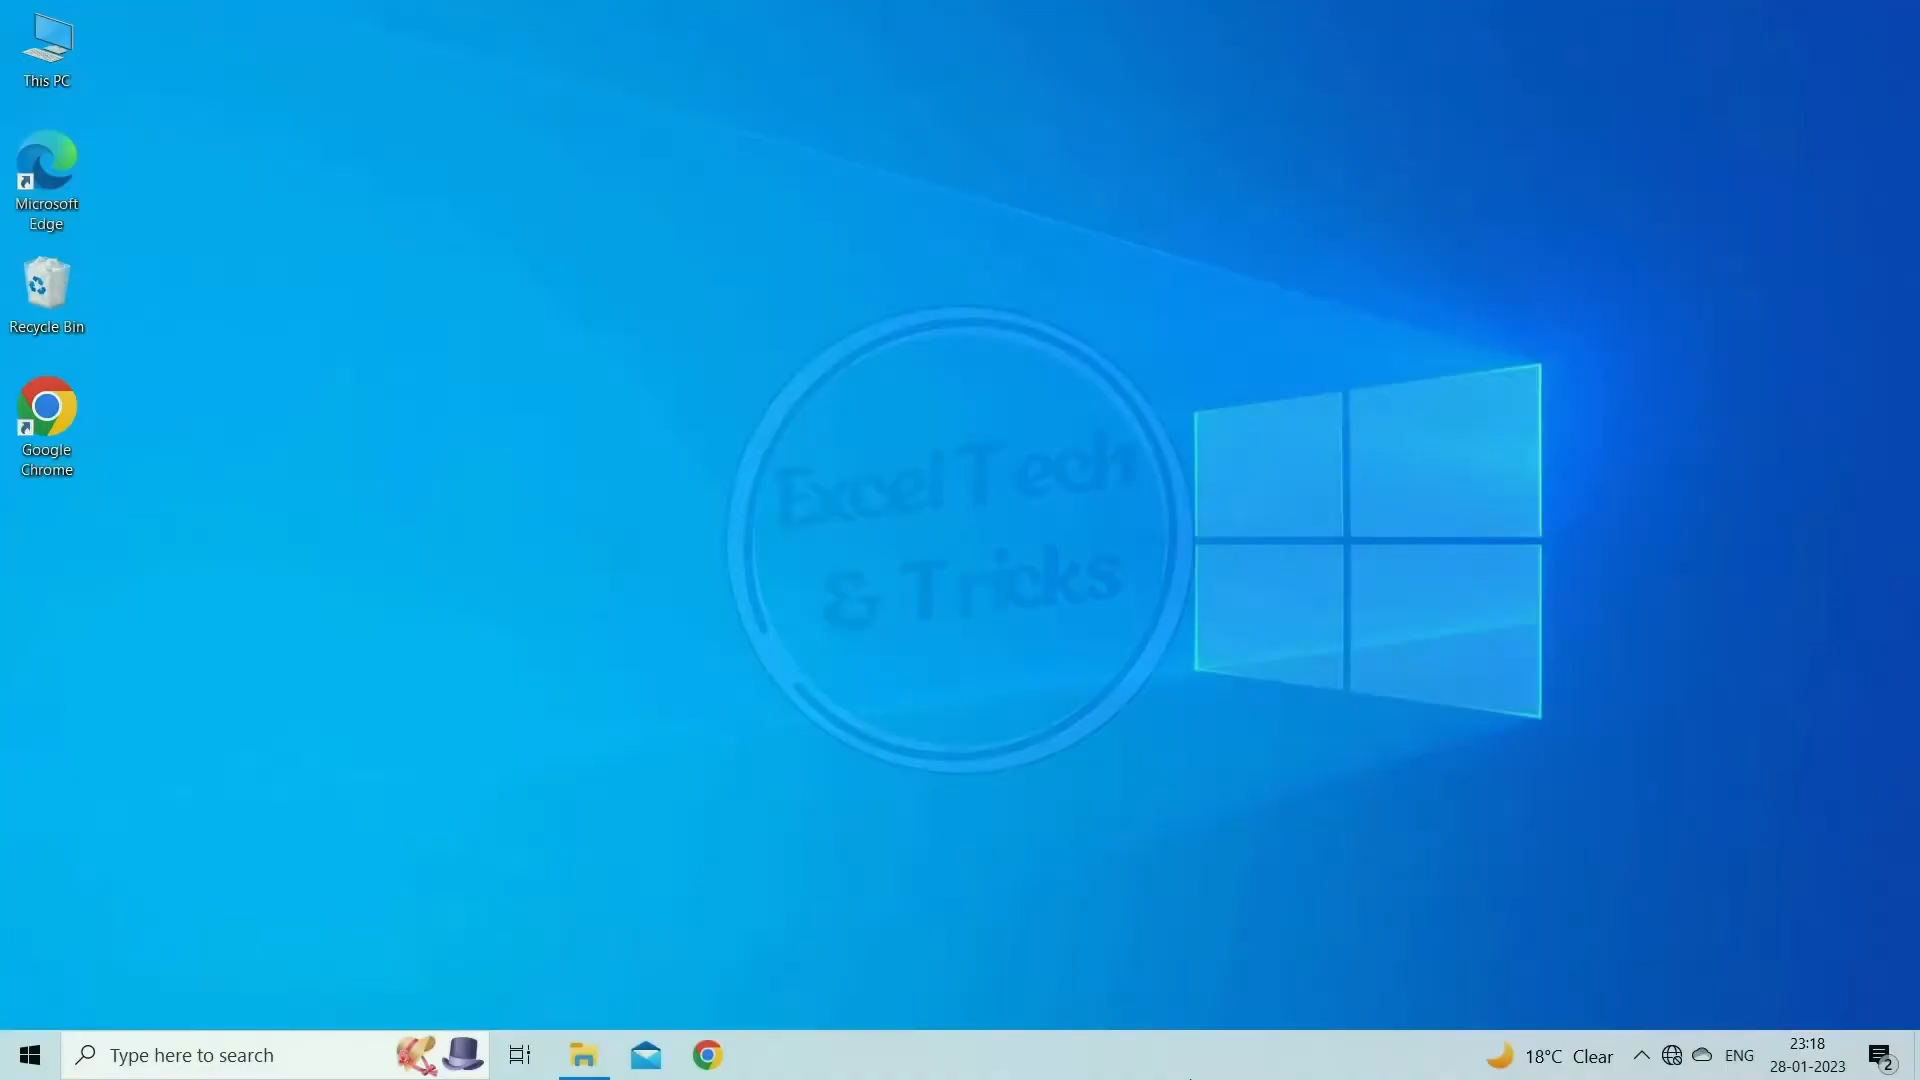 This PC
Microsoft
Edge
Recycle Bin
Google
Chrome
Excel Tech
& Tricks
Type here to search
18°C Clear
ENG
23:18
28-01-2023
2